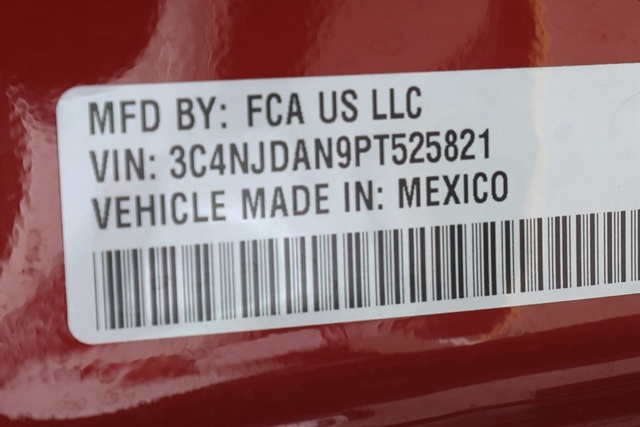 MFD BY: FCA US LLC
VIN: 3C4NJDAN9PT525821
VEHICLE MADE IN: MEXICO